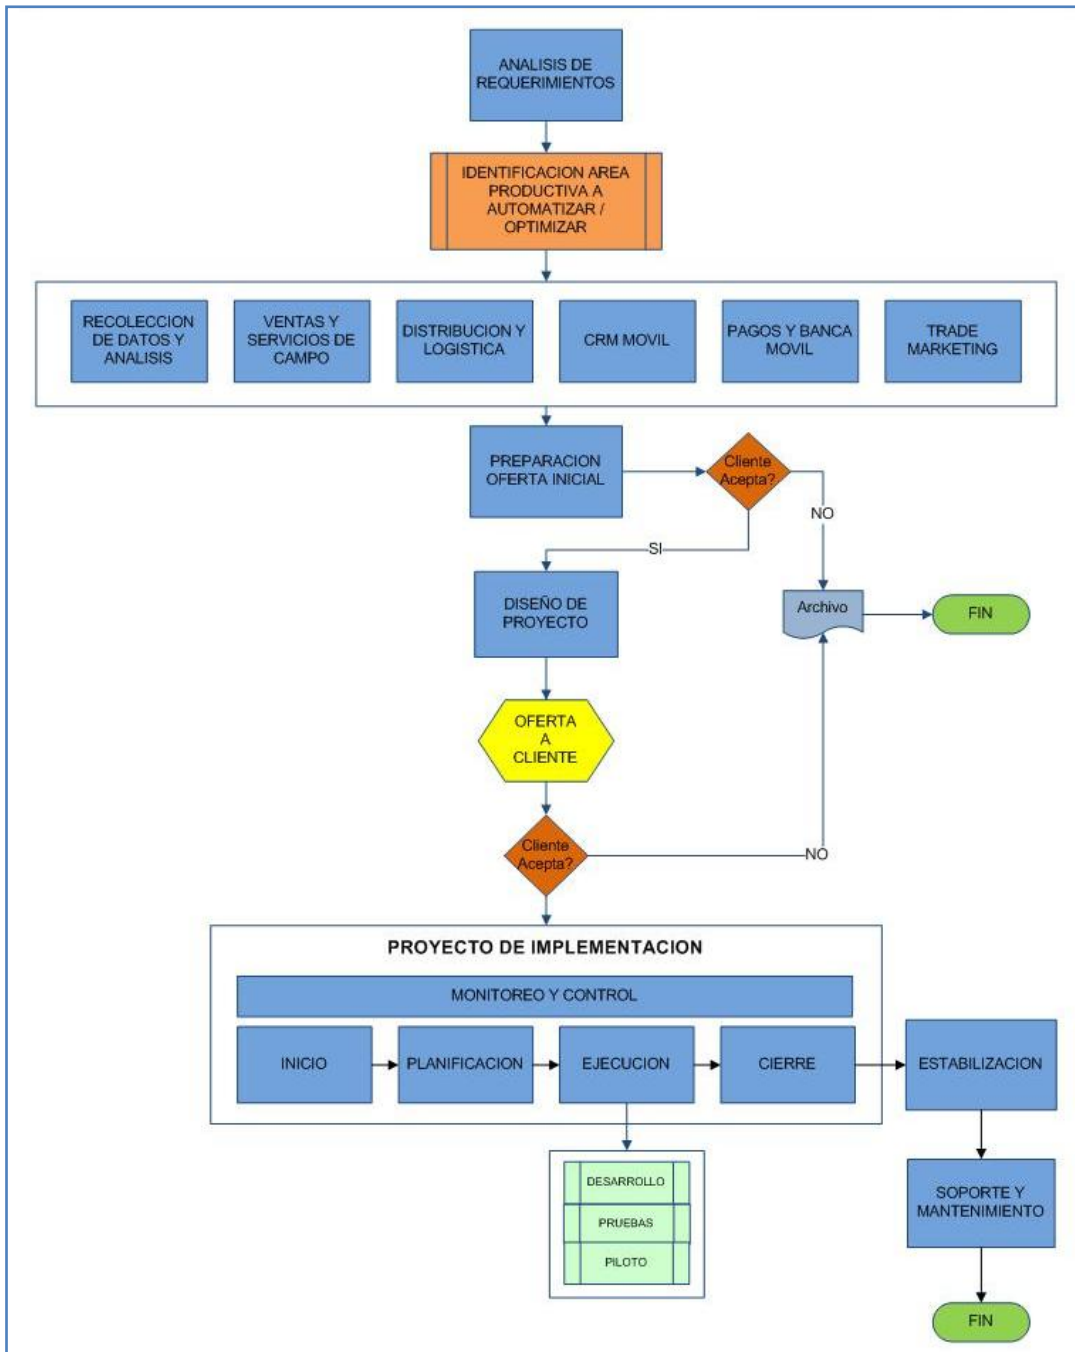 ANALISIS DE
REQUERIMIENTOS
IDENTIFICACION AREA
PRODUCTIVA A
AUTOMATIZAR /
OPTIMIZAR
RECOLECCION
DE DATOS Y
ANALISIS
VENTAS Y
SERVICIOS DE
CAMPO
DISTRIBUCION Y
LOGISTICA
CRM MOVIL
PAGOS Y BANCA
MOVIL
TRADE
MARKETING
PREPARACION
OFERTA INICIAL
Cliente
Acepta?
NO
SI
DISEÑO DE
PROYECTO
Archivo
FIN
OFERTA
A
CLIENTE
Cliente
Acepta?
NO
PROYECTO DE IMPLEMENTACION
MONITOREO Y CONTROL
INICIO
PLANIFICACION
EJECUCION
CIERRE
ESTABILIZACION
DESARROLLO
PRUEBAS
PILOTO
SOPORTE Y
MANTENIMIENTO
FIN